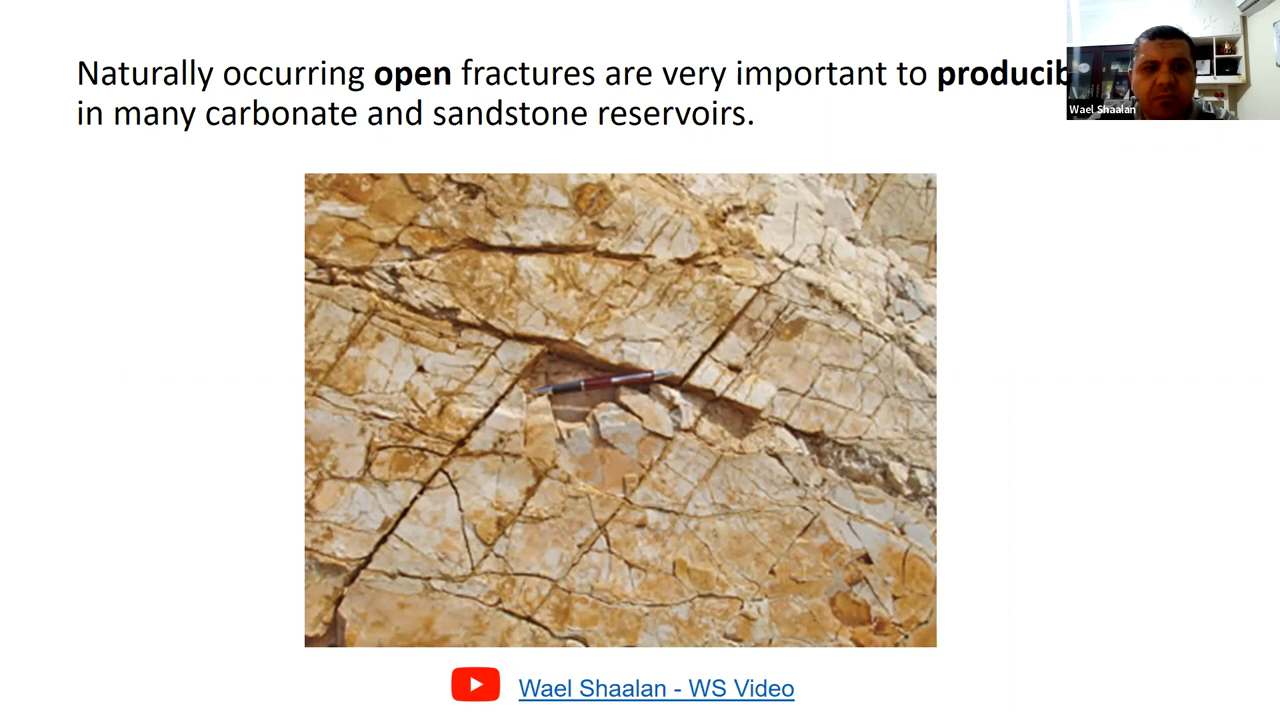 Naturally occurring open fractures are very important to
in many carbonate and sandstone reservoirs.
Wael Shaalan
Wael Shaalan - WS Video